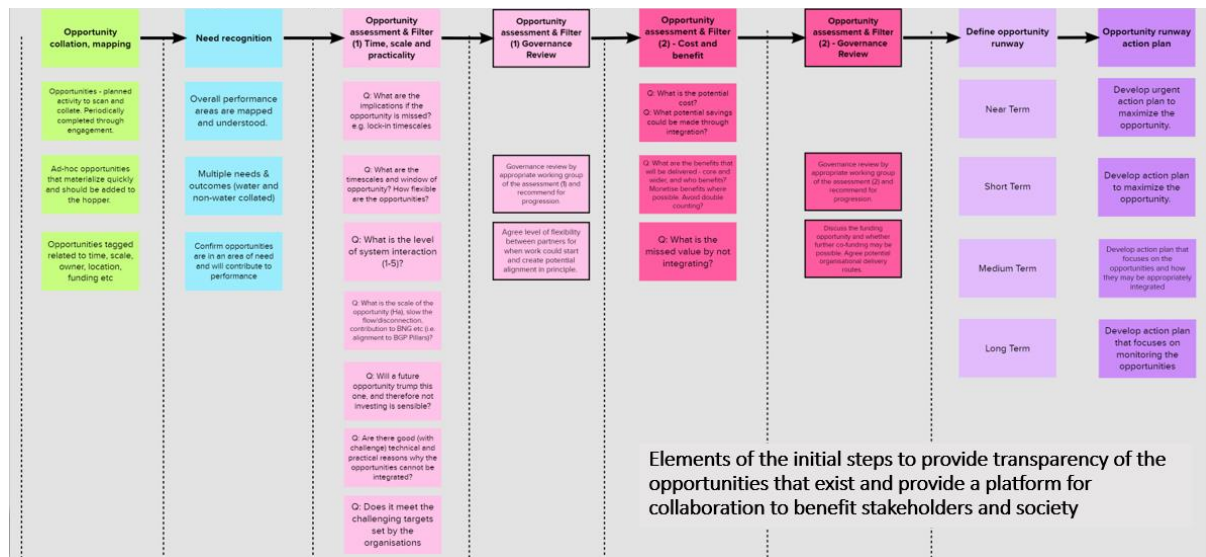 Opportunity
collation, mapping
Need recognition
Opportunity
assessment & Filter
(1) Time, scale and
practicality
Opportunity
assessment & Filter
(1) Governance
Review
Opportunity
assessment & Filter
(2) - Cost and
benefit
Opportunity
assessment & Filter
(2) - Governance
Review
Define opportunity
runway
Opportunity runway
action plan
Opportunities - planned
activity to scan and
collate. Periodically
completed through
engagement.
Ad-hoc opportunities
that materialize quickly
and should be added to
the hopper.
Opportunities tagged
related to time, scale,
owner, location,
funding etc
Overall performance
areas are mapped
and understood.
Multiple needs &
outcomes (water and
non-water collated)
Confirm opportunities
are in an area of need
and will contribute to
performance
Q: What are the
implications if the
opportunity is missed?
e.g. lock-in timescales
Q: What are the
timescales and window of
opportunity? How flexible
are the opportunities?
Q: What is the level
of system interaction
(1-5)?
Q: What is the scale of the
opportunity (Ha), slow the
flow/disconnection,
contribution to BNG etc (i.e.
alignment to BGP Pillars)?
Q: Will a future
opportunity trump this
one, and therefore not
investing is sensible?
Q: Are there good (with
challenge) technical and
practical reasons why the
opportunities cannot be
integrated?
Q: Does it meet the
challenging targets
set by the
organisations
Governance review by
appropriate working group
of the assessment (1) and
recommend for
progression.
Agree level of flexibility
between partners for
when work could start
and create potential
alignment in principle.
Q: What is the potential
cost?
Q: What potential savings
could be made through
integration?
Q: What are the benefits that
will be delivered - core and
wider, and who benefits?
Monetise benefits where
possible. Avoid double
counting?
Q: What is the
missed value by not
integrating?
Governance review by
appropriate working group
of the assessment (2) and
recommend for
progression
Discuss the funding
opportunity and whether
further co-funding may be
possible. Agree potential
organisational delivery
routes.
Near Term
Short Term
Medium Term
Long Term
Develop urgent
action plan to
maximize the
opportunity.
Develop action plan
to maximize the
opportunity.
Develop action plan that
focuses on the
opportunities and how
they may be appropriately
integrated
Develop action plan
that focuses on
monitoring the
opportunities
Elements of the initial steps to provide transparency of the
opportunities that exist and provide a platform for
collaboration to benefit stakeholders and society